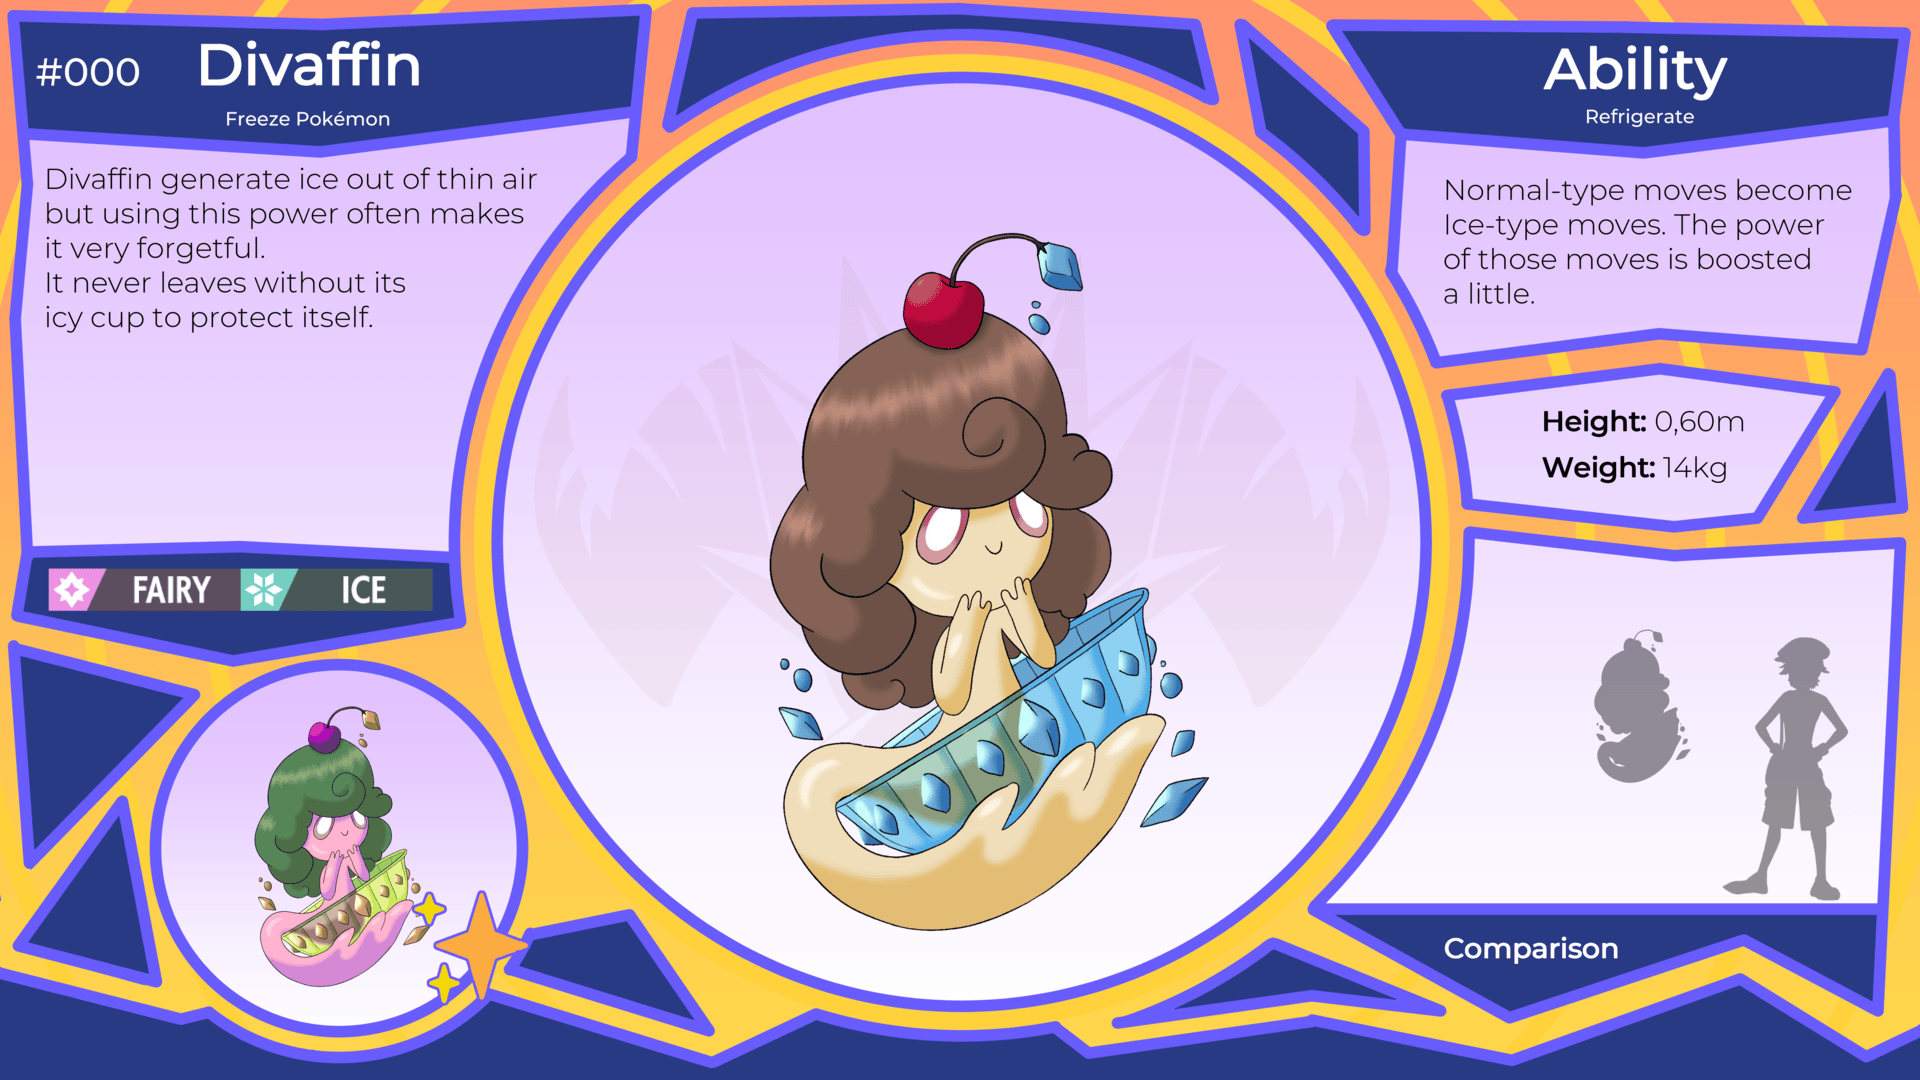 #000 Divaffin
Freeze Pokémon
Divaffin generate ice out of thin air
but using this power often makes
it very forgetful.
It never leaves without its
icy cup to protect itself.
FAIRY ICE
Ability
Refrigerate
Normal-type moves become
Ice-type moves. The power
of those moves is boosted
a little.
Height: 0,60m
Weight: 14kg
Comparison